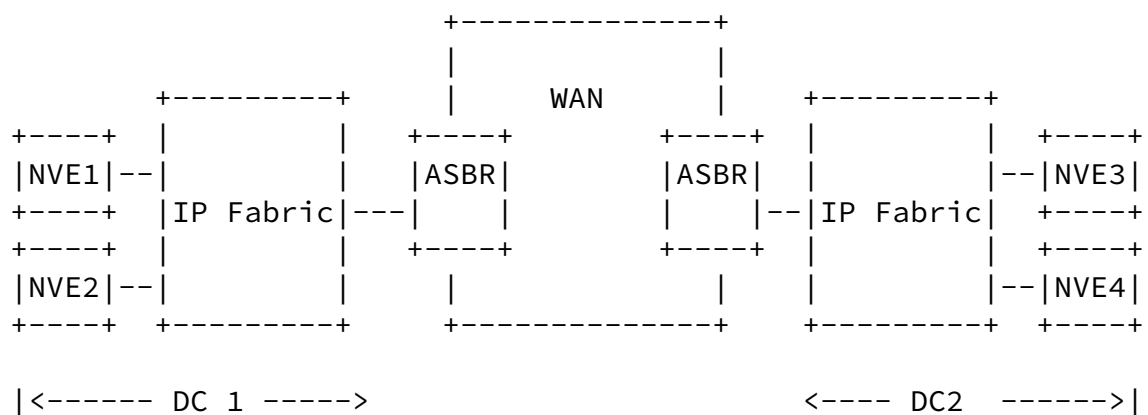 WAN
NVE1 ASBR ASBR NVE3
IP Fabric IP Fabric
NVE2 NVE4
DC 1 DC2